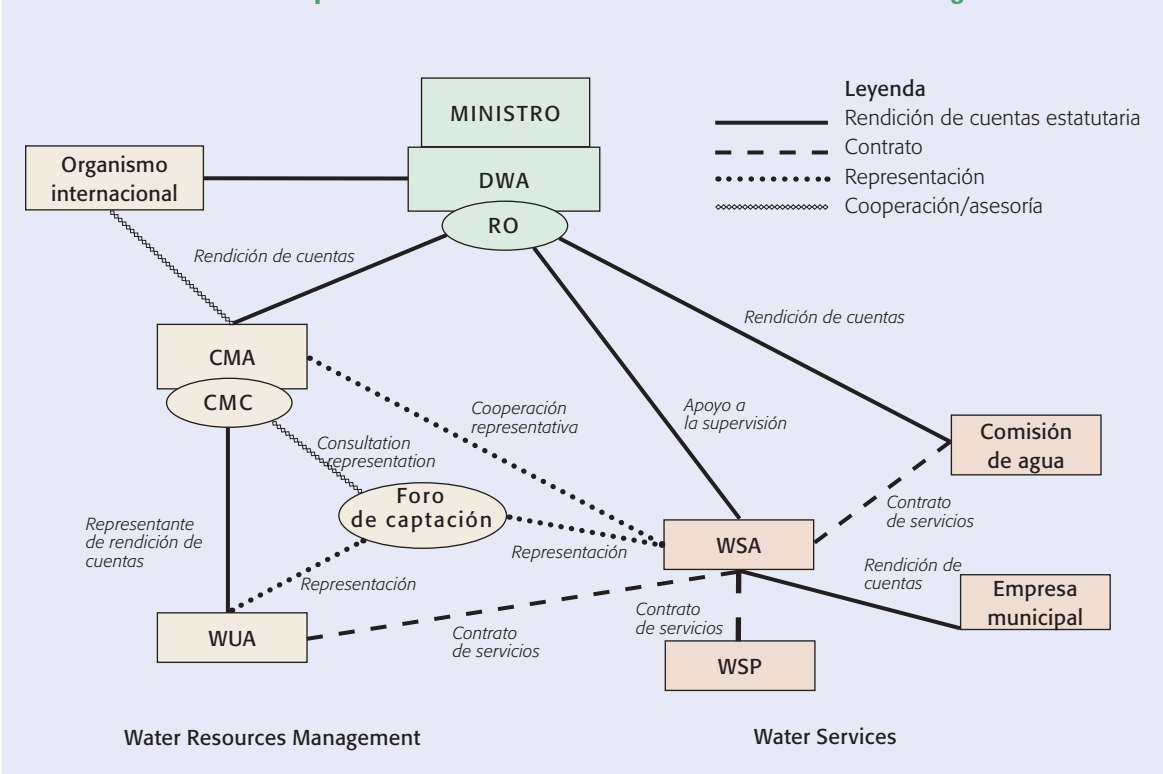 Leyenda
Rendición de cuentas estatutaria
Contrato
Representación
Cooperación/asesoría
MINISTRO
DWA
RO
Organismo
internacional
Rendición de cuentas
Rendición de cuentas
CMA
CMC
Cooperación
representativa
Apoyo a
la supervisión
Consultation
representation
Comisión
de agua
Foro
de captación
Contrato
de servicios
Representante
de rendición de
cuentas
Representación
WSA
Representación
Rendición de
cuentas
Empresa
municipal
WUA
Contrato
de servicios
Contrato
de servicios
WSP
Water Resources Management
Water Services